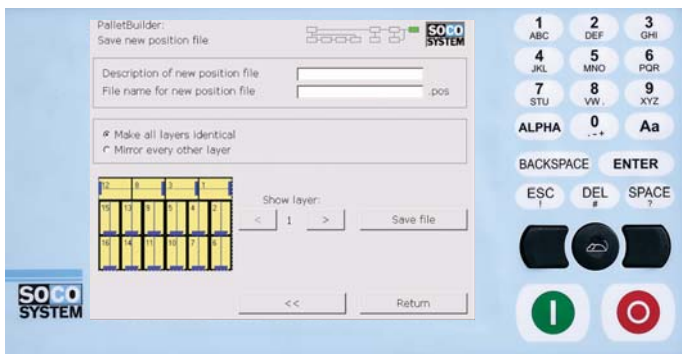 PalletBuilder:
Save new position file
SOCO
SYSTEM
Description of new position file
File name for new position file .pos
Make all layers identical
Mirror every other layer
12 8 3 1
15 13 9 5 4 2
16 14 11 10 7 6
Show layer:
< 1 >
Save file
<<
Return
SOCO
SYSTEM
1 2 3
ABC DEF GHI
4 5 6
JKL MNO PQR
7 8 9
STU VW. XYZ
ALPHA 0 Aa
.-+
BACKSPACE ENTER
ESC DEL SPACE
! # ?